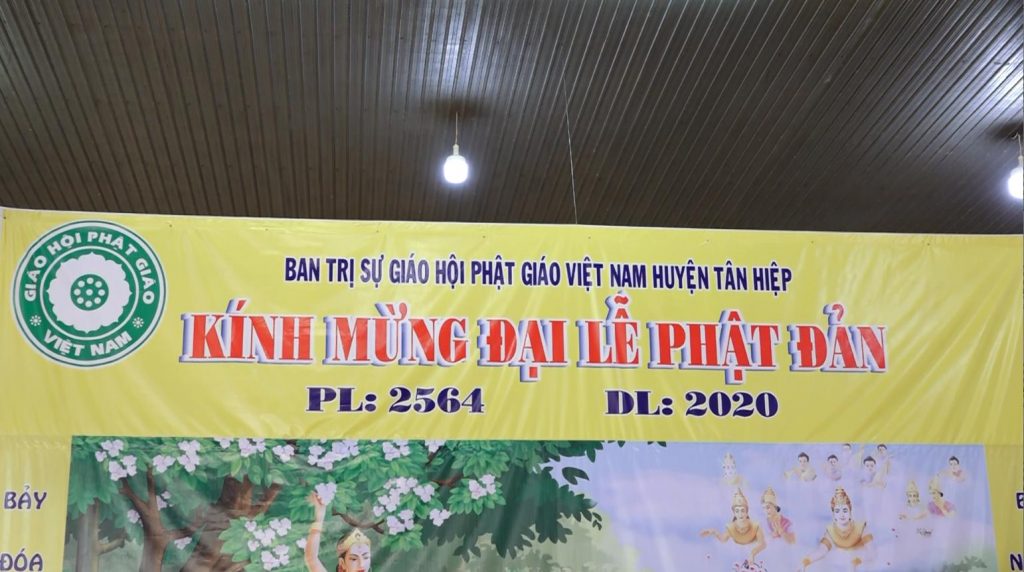 GIÁO HỘI PHẬT GIÁO
VIỆT NAM
BAN TRỊ SỰ GIÁO HỘI PHẬT GIÁO VIỆT NAM HUYỆN TÂN HIỆP
KÍNH MỪNG ĐẠI LỄ PHẬT ĐẢN
PL: 2564 DL: 2020
BẢY
ĐÓA